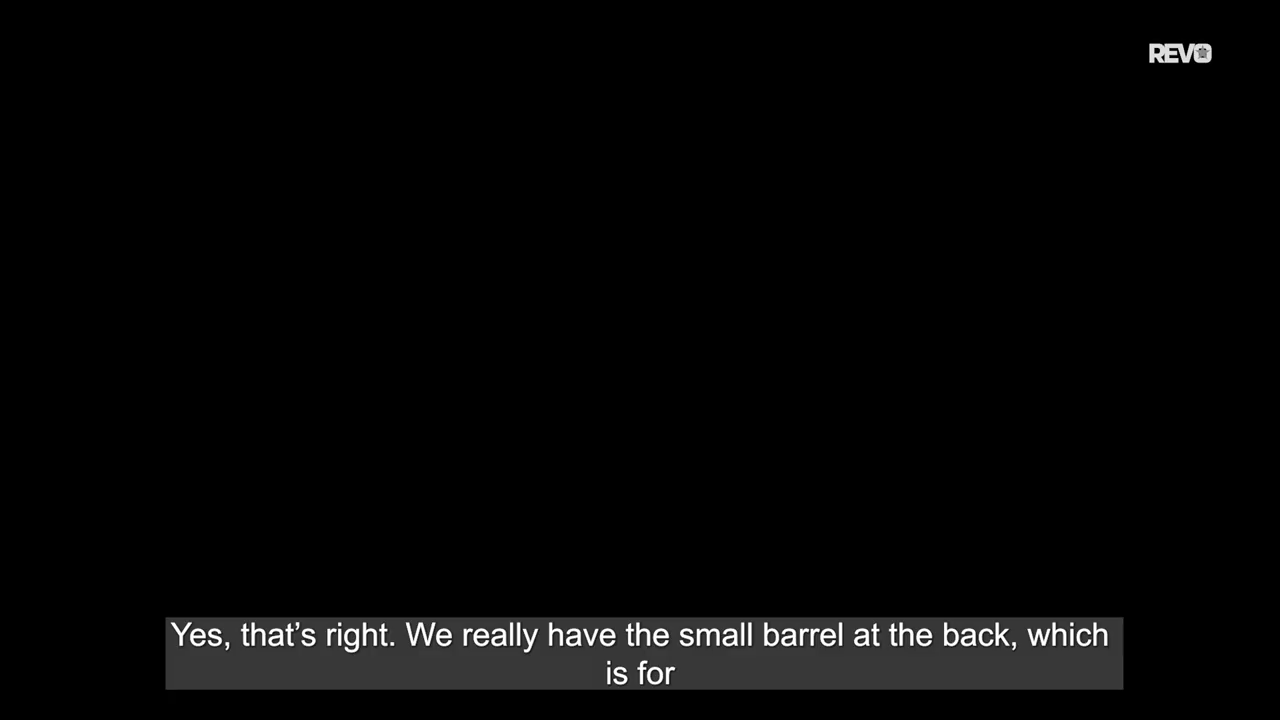 REVO
Yes, that’s right. We really have the small barrel at the back, which
is for